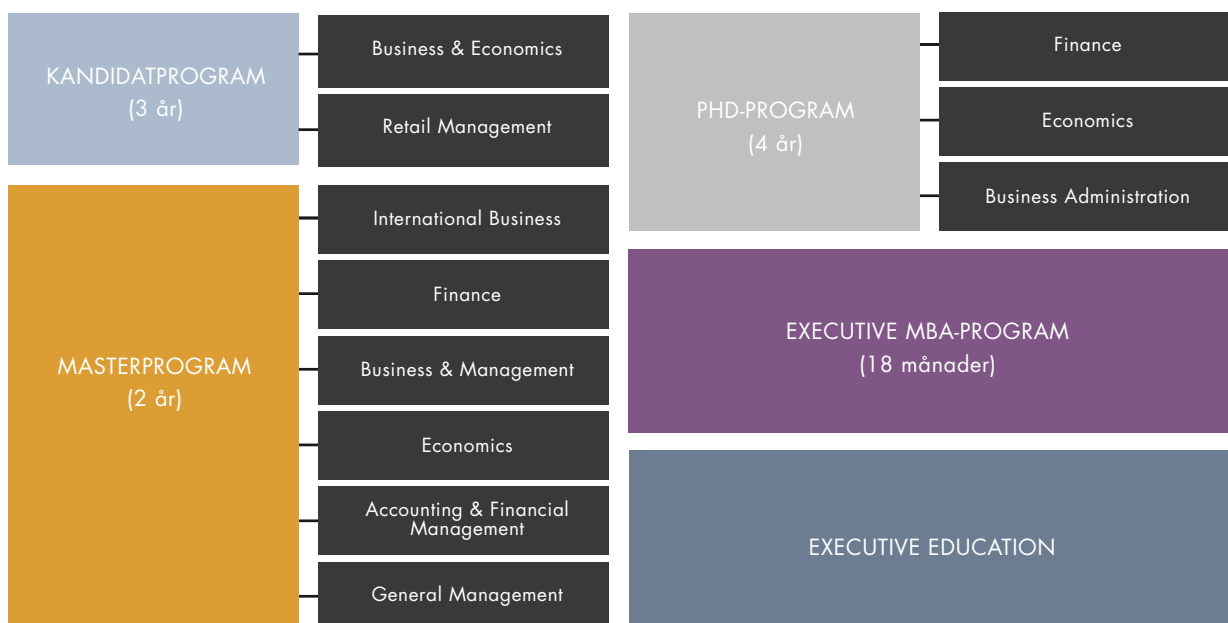 KANDIDATPROGRAM
(3 år)
Business & Economics
Retail Management
MASTERPROGRAM
(2 år)
International Business
Finance
Business & Management
Economics
Accounting & Financial
Management
General Management
PHD-PROGRAM
(4 år)
Finance
Economics
Business Administration
EXECUTIVE MBA-PROGRAM
(18 månader)
EXECUTIVE EDUCATION